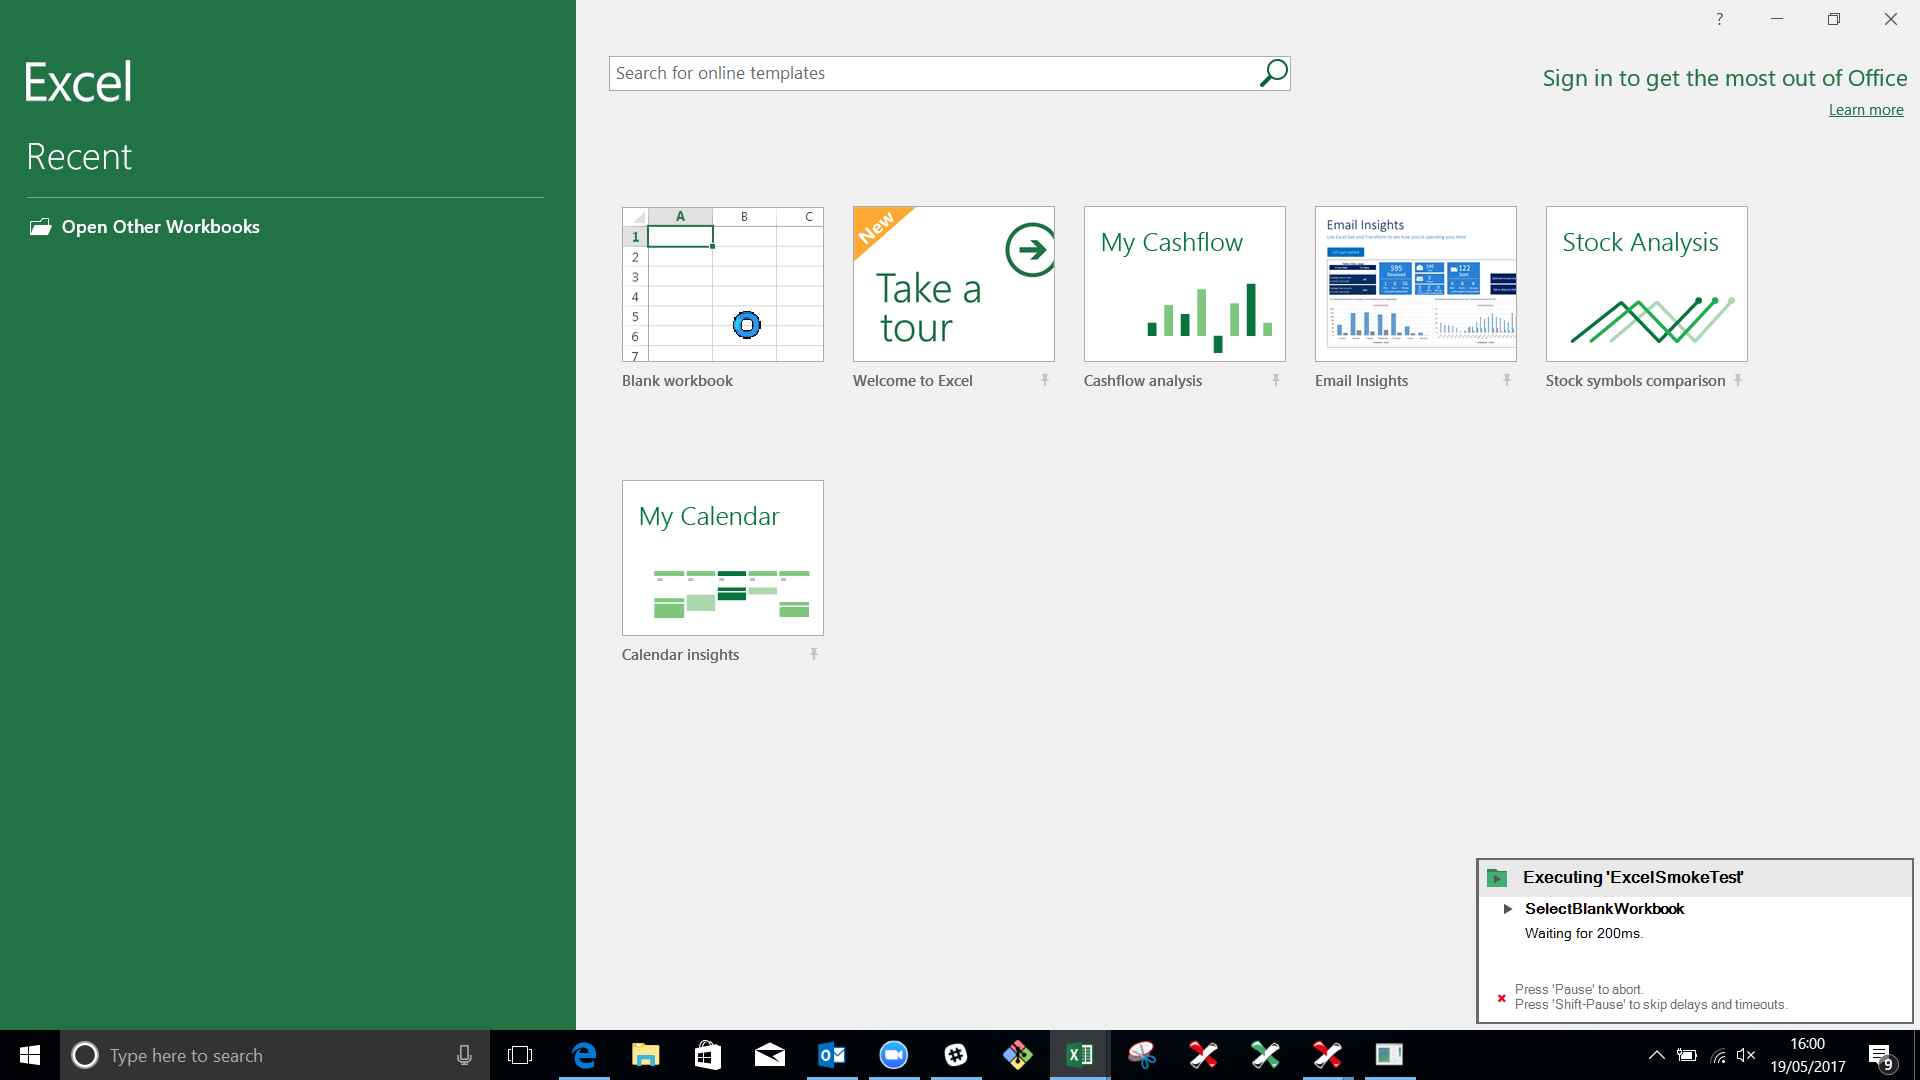 ?
Excel
Search for online templates
Sign in to get the most out of Office
Learn more
Recent
Open Other Workbooks
A B C
1
2
3
4
5
6
7
Blank workbook
New
Take a
tour
Welcome to Excel
My Cashflow
Cashflow analysis
Email Insights
595
122
Email Insights
Stock Analysis
Stock symbols comparison
My Calendar
Calendar insights
Executing 'ExcelSmokeTest'
SelectBlankWorkbook
Waiting for 200ms.
Press 'Pause' to abort.
Press 'Shift-Pause' to skip delays and timeouts.
Type here to search
16:00
19/05/2017
9